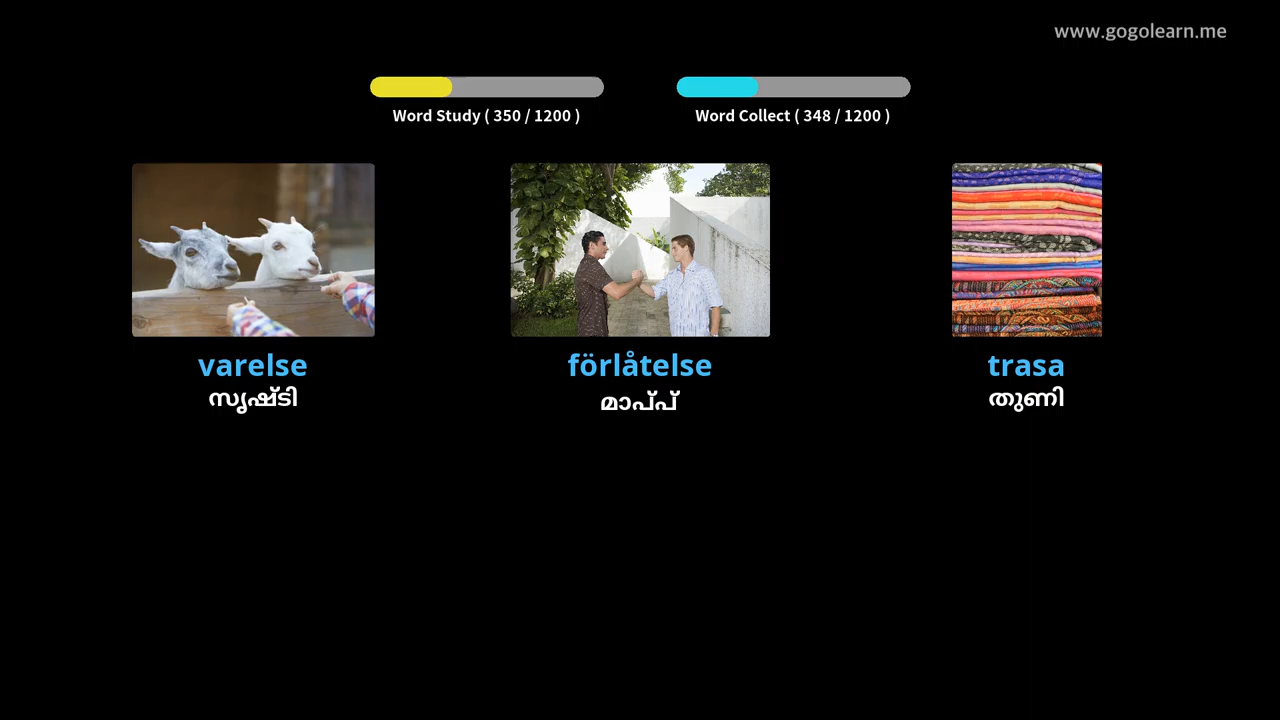 www.gogolearn.me
Word Study ( 350 / 1200 )
Word Collect ( 348 / 1200 )
varelse
സൃഷ്ടി
förlåtelse
മാപ്പ്
trasa
തുണി